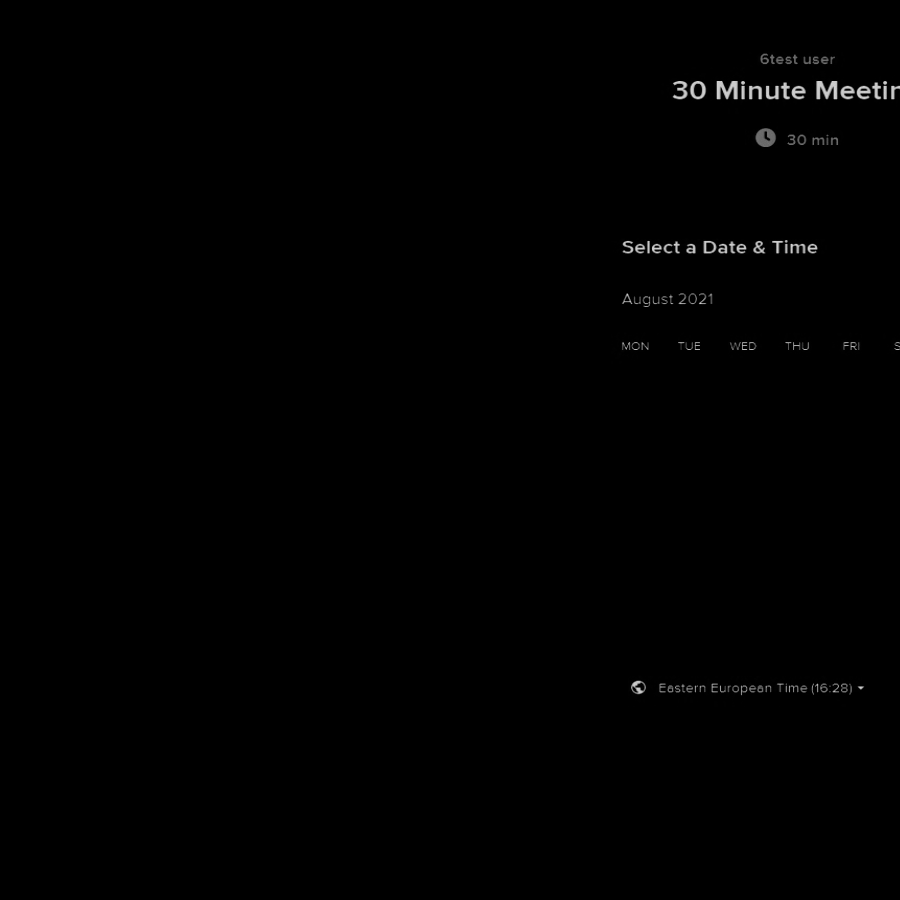 6test user
30 Minute Meetin
30 min
Select a Date & Time
August 2021
MON TUE WED THU FRI S
Eastern European Time (16:28)